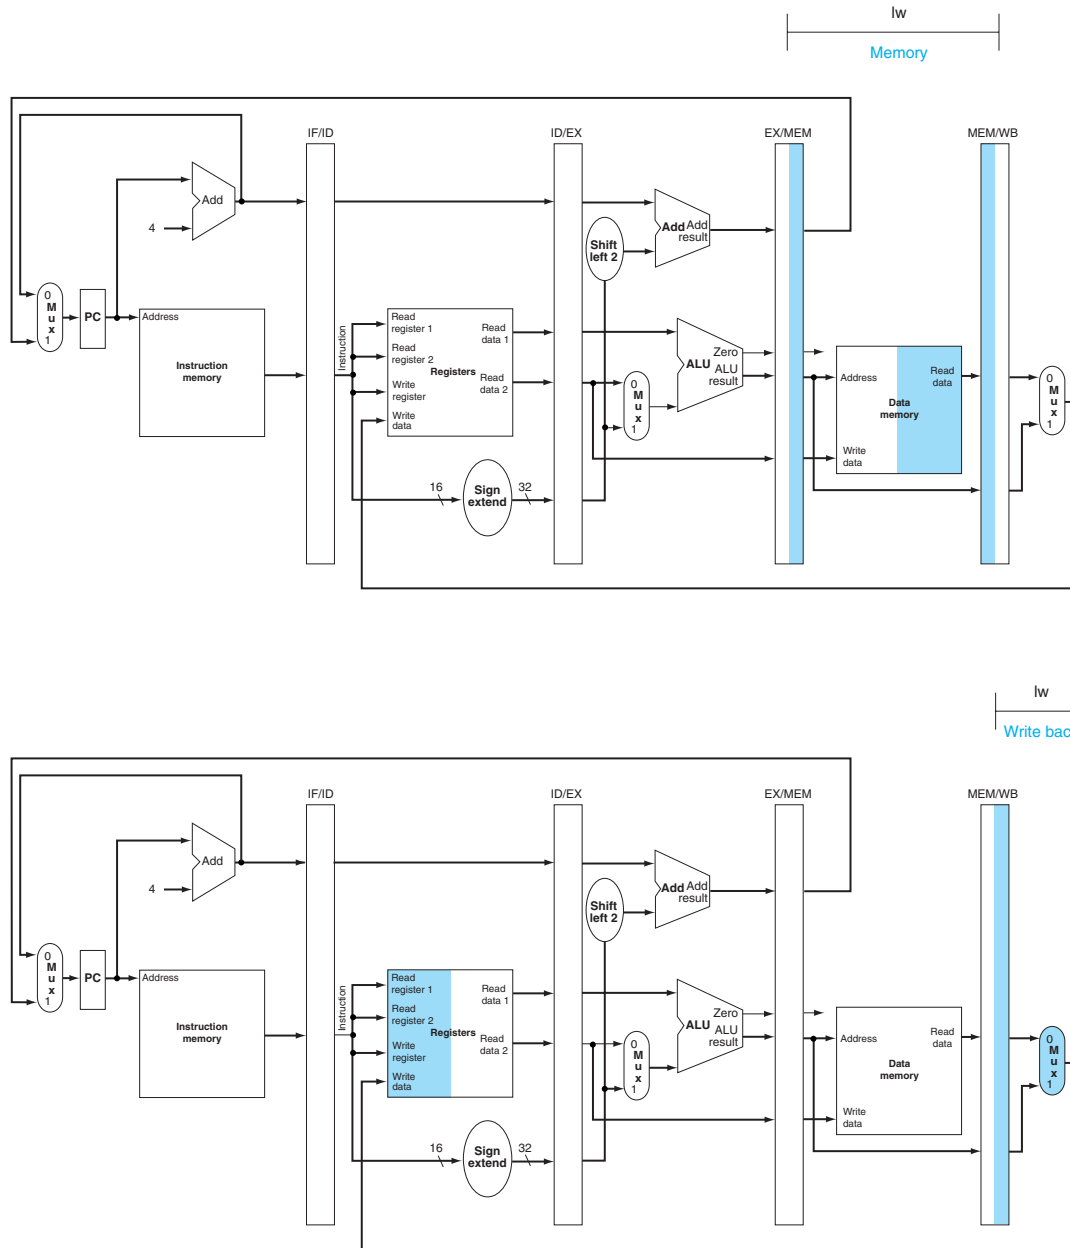 lw
Memory
IF/ID
ID/EX
EX/MEM
MEM/WB
Add
4
Shift
left 2
Add
Add
result
0
M
u
x
1
PC
Address
Instruction
memory
Instruction
Read
register 1
Read
register 2
Write
register
Write
data
Registers
Read
data 1
Read
data 2
16
Sign
extend
32
0
M
u
x
1
Zero
ALU
ALU
result
Address
Write
data
Data
memory
Read
data
0
M
u
x
1
lw
Write bac
IF/ID
ID/EX
EX/MEM
MEM/WB
Add
4
Shift
left 2
Add
Add
result
0
M
u
x
1
PC
Address
Instruction
memory
Instruction
Read
register 1
Read
register 2
Write
register
Write
data
Registers
Read
data 1
Read
data 2
16
Sign
extend
32
0
M
u
x
1
Zero
ALU
ALU
result
Address
Write
data
Data
memory
Read
data
0
M
u
x
1